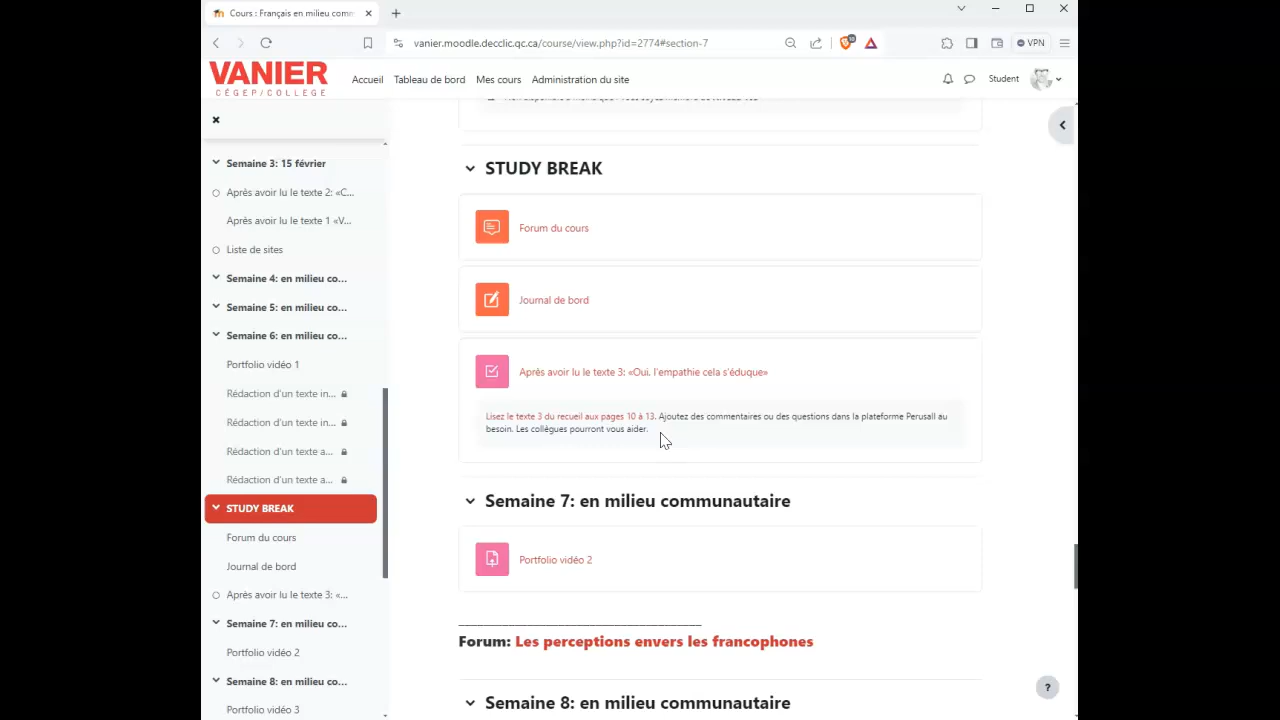 Cours : Français en milieu comm
vanier.moodle.decclic.qc.ca/course/view.php?id=2774#section-7
10
VPN
VANIER
CÉGEP/COLLEGE
Accueil
Tableau de bord
Mes cours
Administration du site
Student
Semaine 3: 15 février
Après avoir lu le texte 2: «C...
Après avoir lu le texte 1 «V...
Liste de sites
Semaine 4: en milieu co...
Semaine 5: en milieu co...
Semaine 6: en milieu co...
Portfolio vidéo 1
Rédaction d'un texte in...
Rédaction d'un texte in...
Rédaction d'un texte a...
Rédaction d'un texte a...
STUDY BREAK
Forum du cours
Journal de bord
Après avoir lu le texte 3: «...
Semaine 7: en milieu co...
Portfolio vidéo 2
Semaine 8: en milieu co...
Portfolio vidéo 3
STUDY BREAK
Forum du cours
Journal de bord
Après avoir lu le texte 3: «Oui, l'empathie cela s'éduque»
Lisez le texte 3 du recueil aux pages 10 à 13. Ajoutez des commentaires ou des questions dans la plateforme Perusall au
besoin. Les collègues pourront vous aider.
Semaine 7: en milieu communautaire
Portfolio vidéo 2
Forum: Les perceptions envers les francophones
Semaine 8: en milieu communautaire
?